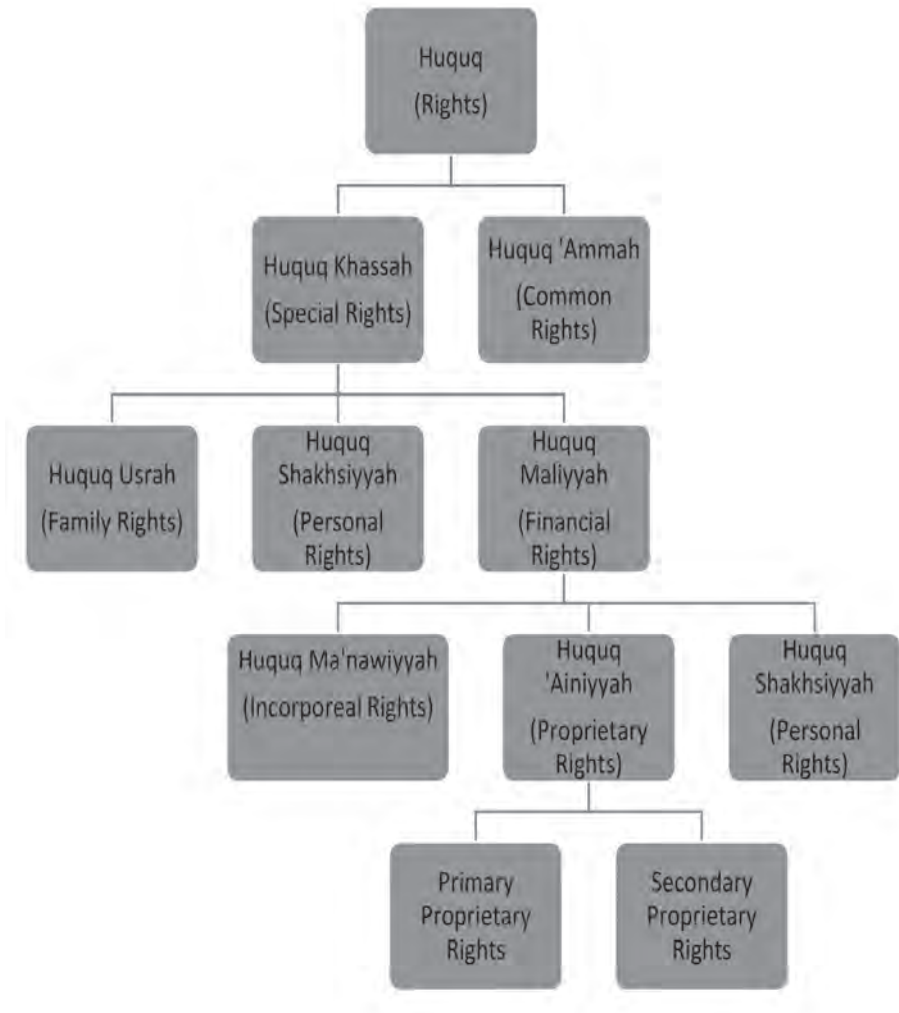 Huquq
(Rights)
Huquq Khassah
(Special Rights)
Huquq 'Ammah
(Common
Rights)
Huquq Usrah
(Family Rights)
Huquq
Shakhsiyyah
(Personal
Rights)
Huquq
Maliyyah
(Financial
Rights)
Huquq Ma'nawiyyah
(Incorporeal Rights)
Huquq
'Ainiyyah
(Proprietary
Rights)
Huquq
Shakhsiyyah
(Personal
Rights)
Primary
Proprietary
Rights
Secondary
Proprietary
Rights